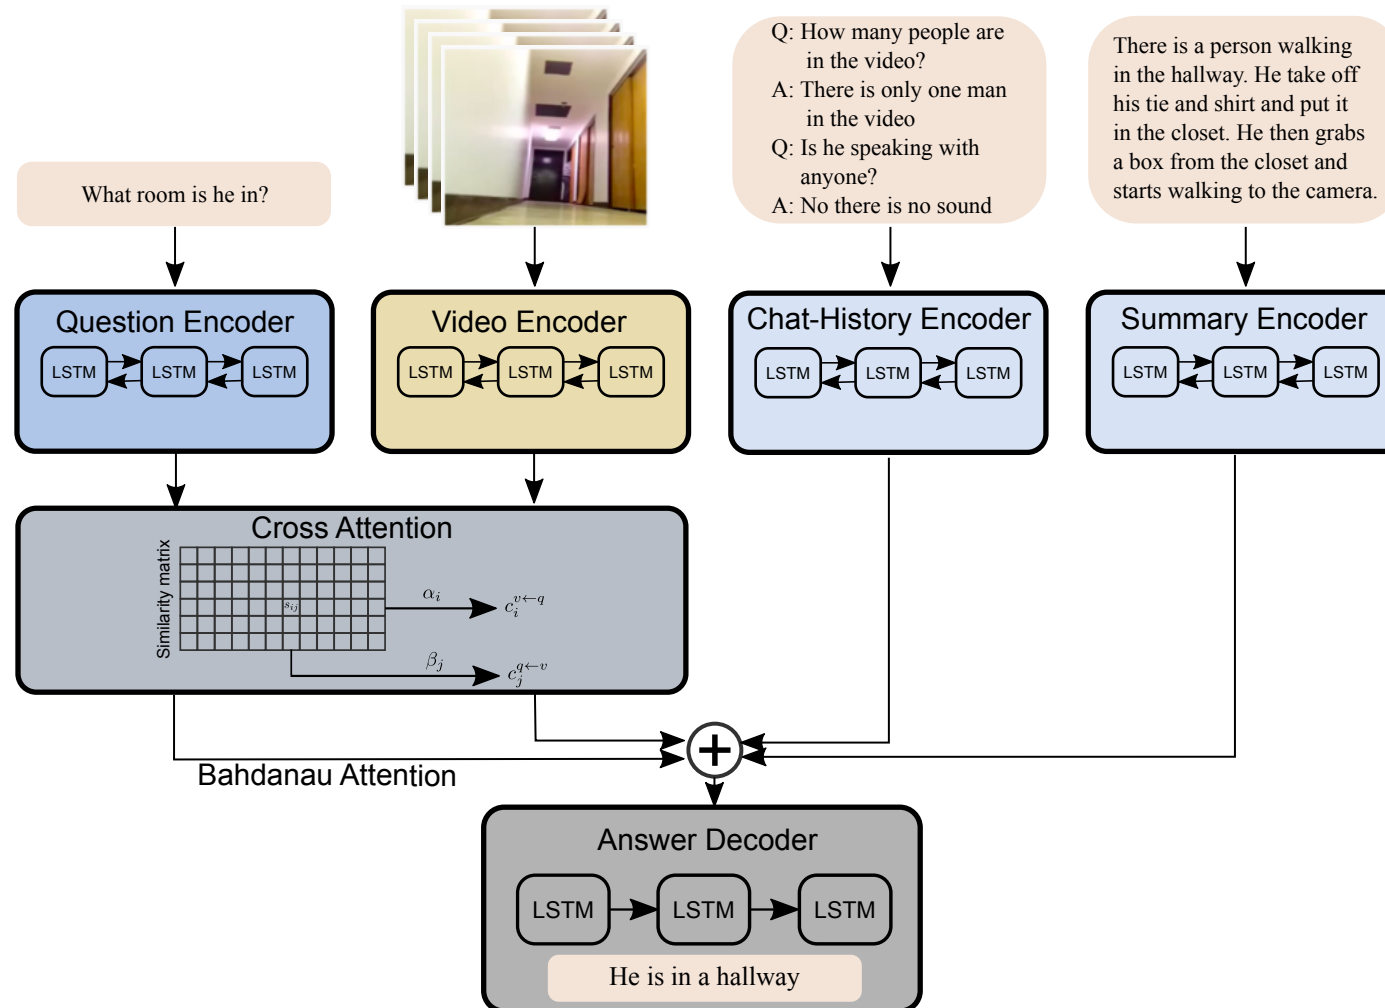 What room is he in?
Q: How many people are
in the video?
A: There is only one man
in the video
Q: Is he speaking with
anyone?
A: No there is no sound
There is a person walking
in the hallway. He take off
his tie and shirt and put it
in the closet. He then grabs
a box from the closet and
starts walking to the camera.
Question Encoder
LSTM LSTM LSTM
Video Encoder
LSTM LSTM LSTM
Chat-History Encoder
LSTM LSTM LSTM
Summary Encoder
LSTM LSTM LSTM
Cross Attention
Similarity matrix
s_{ij}
α_i
c_i^{v←q}
β_j
c_j^{q←v}
Bahdanau Attention
+
Answer Decoder
LSTM LSTM LSTM
He is in a hallway